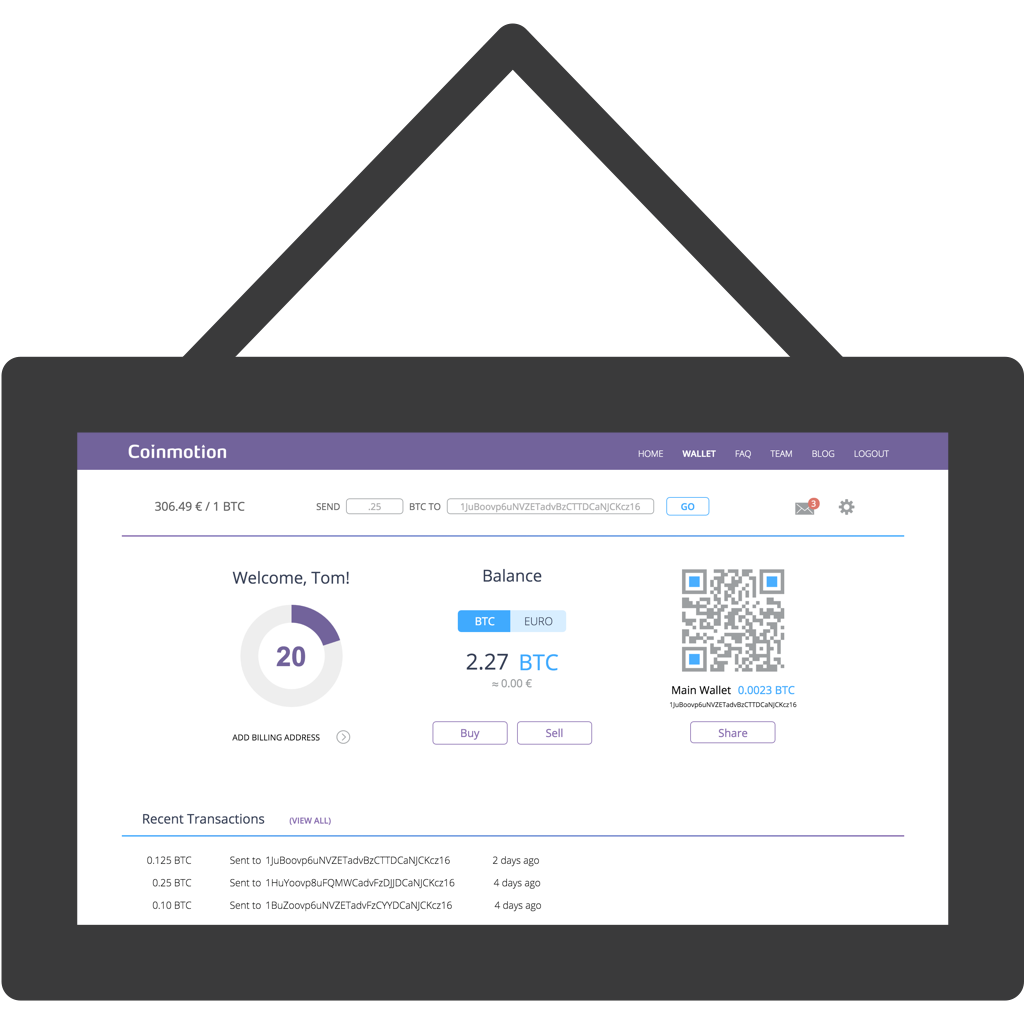 Coinmotion HOME WALLET FAQ TEAM BLOG LOGOUT
306.49 € / 1 BTC SEND .25 BTC TO 1JuBoovp6uNVZETadvBzCTTDCaNJCKcz16 GO 3
Welcome, Tom!
20
ADD BILLING ADDRESS
Balance
BTC EURO
2.27 BTC
≈ 0.00 €
Buy Sell
Main Wallet 0.0023 BTC
1JuBoovp6uNVZETadvBzCTTDCaNJCKcz16
Share
Recent Transactions (VIEW ALL)
0.125 BTC Sent to 1JuBoovp6uNVZETadvBzCTTDCaNJCKcz16 2 days ago
0.25 BTC Sent to 1HuYoovp8uFQMWCadvFzDJJDCaNJCKcz16 4 days ago
0.10 BTC Sent to 1BuZoovp6uNVZETadvFzCYYDCaNJCKcz16 4 days ago